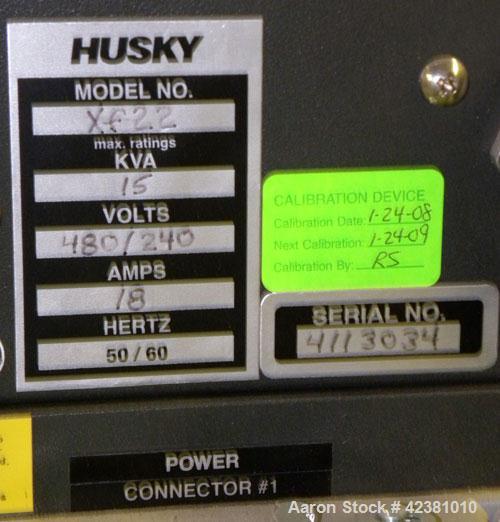 HUSKY
MODEL NO.
Xf22
max. ratings
KVA
15
VOLTS
480/240
AMPS
18
HERTZ
50 / 60
CALIBRATION DEVICE
Calibration Date: 1-24-08
Next Calibration: 1-24-09
Calibration By: RS
SERIAL NO.
4113034
POWER
CONNECTOR #1
Aaron Stock # 42381010